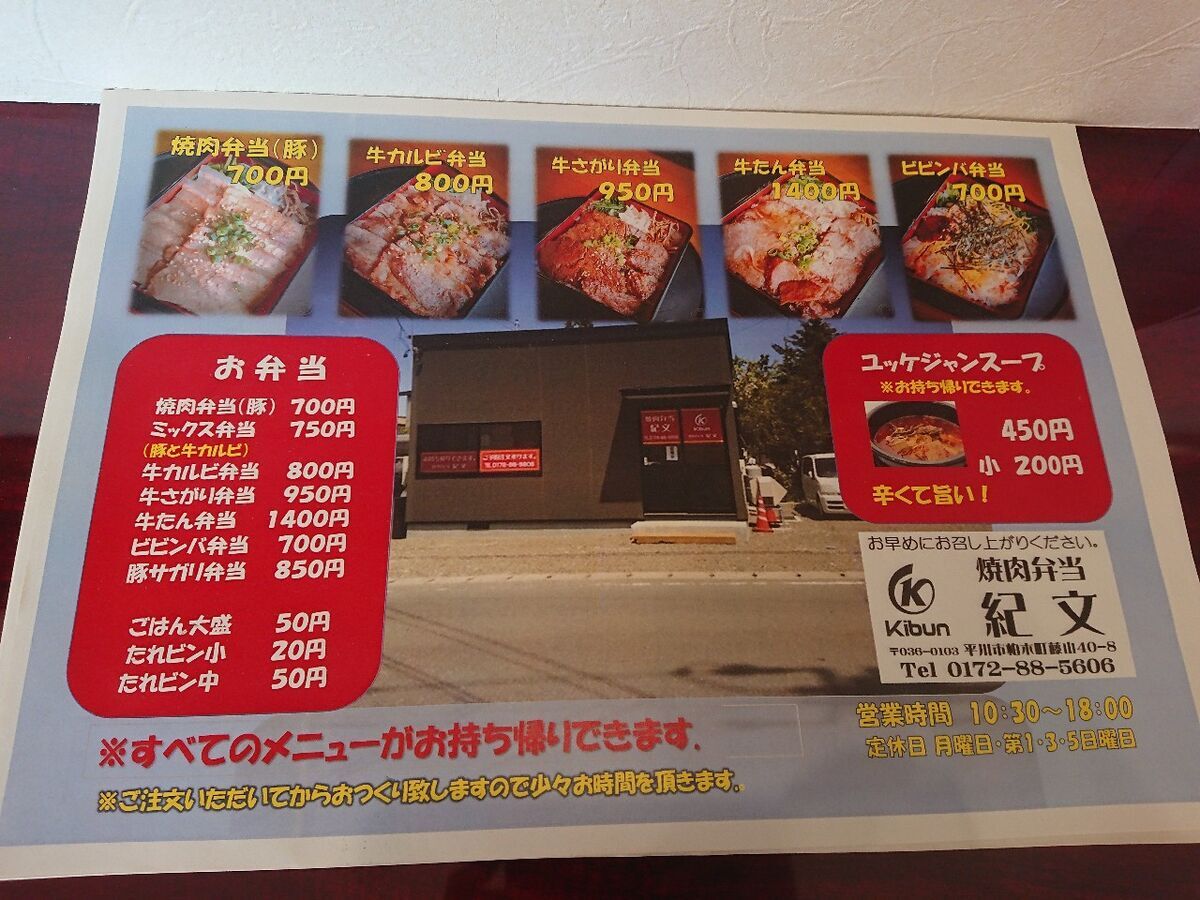 焼肉弁当(豚)
700円
牛カルビ弁当
800円
牛さがり弁当
950円
牛たん弁当
1400円
ビビンバ弁当
700円
お弁当
焼肉弁当(豚) 700円
ミックス弁当 750円
(豚と牛カルビ)
牛カルビ弁当 800円
牛さがり弁当 950円
牛たん弁当 1400円
ビビンバ弁当 700円
豚サガリ弁当 850円
ごはん大盛 50円
たれビン小 20円
たれビン中 50円
焼肉弁当
紀文
Kibun
ユッケジャンスープ
※お持ち帰りできます。
450円
小 200円
辛くて旨い!
お早めにお召し上がりください。
焼肉弁当
紀文
Kibun
〒036-0103 平川市柏木町藤山40-8
Tel 0172-88-5606
営業時間 10:30〜18:00
定休日 月曜日・第1・3・5日曜日
※すべてのメニューがお持ち帰りできます.
※ご注文いただいてからおつくり致しますので少々お時間を頂きます。